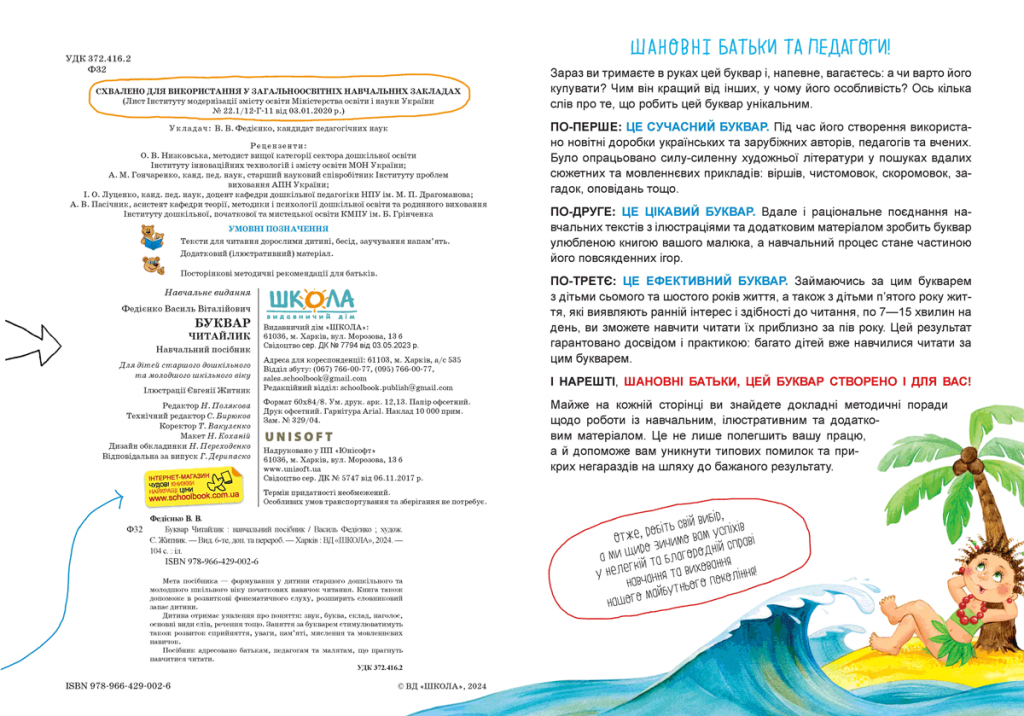 УДК 372.416.2
Ф32
СХВАЛЕНО ДЛЯ ВИКОРИСТАННЯ У ЗАГАЛЬНООСВІТНІХ НАВЧАЛЬНИХ ЗАКЛАДАХ
(Лист Інституту модернізації змісту освіти Міністерства освіти і науки України
№ 22.1/12-Г-11 від 03.01.2020 р.)
Укладач: В. В. Федієнко, кандидат педагогічних наук
Рецензенти:
О. В. Низковська, методист вищої категорії сектора дошкільної освіти
Інституту інноваційних технологій і змісту освіти МОН України;
А. М. Гончаренко, канд. пед. наук, старший науковий співробітник Інституту проблем
виховання АПН України;
І. О. Луценко, канд. пед. наук, доцент кафедри дошкільної педагогіки НПУ ім. М. П. Драгоманова;
А. В. Пасічник, асистент кафедри теорії, методики і психології дошкільної освіти та родинного виховання
Інституту дошкільної, початкової та мистецької освіти КМПУ ім. Б. Грінченка
УМОВНІ ПОЗНАЧЕННЯ
Тексти для читання дорослими дитині, бесід, заучування напам'ять.
Додатковий (ілюстративний) матеріал.
Посторінкові методичні рекомендації для батьків.
Навчальне видання
Федієнко Василь Віталійович
БУКВАР
ЧИТАЙЛИК
Навчальний посібник
Для дітей старшого дошкільного
та молодшого шкільного віку
Ілюстрації Євгенії Житник
Редактор Н. Полякова
Технічний редактор С. Бирюков
Коректор Т. Вакуленко
Макет Н. Коханій
Дизайн обкладинки Н. Переходенко
Відповідальна за випуск Г. Дерипаско
ІНТЕРНЕТ-МАГАЗИН
ЧУДОВІ КНИЖКИ
НАЙКРАЩІ ЦІНИ
www.schoolbook.com.ua
ШКОЛА
видавничий дім
Видавничий дім «ШКОЛА»:
61036, м. Харків, вул. Морозова, 13 б
Свідоцтво сер. ДК № 7794 від 03.05.2023 р.
Адреса для кореспонденції: 61103, м. Харків, а/с 535
Відділ збуту: (067) 766-00-77, (095) 766-00-77,
sales.schoolbook@gmail.com
Редакційний відділ: schoolbook.publish@gmail.com
Формат 60х84/8. Ум. друк. арк. 12,13. Папір офсетний.
Друк офсетний. Гарнітура Arial. Наклад 10 000 прим.
Зам. № 329/04.
UNISOFT
Надруковано у ПП «Юнісофт»
61036, м. Харків, вул. Морозова, 13 б
www.unisoft.ua
Свідоцтво сер. ДК № 5747 від 06.11.2017 р.
Термін придатності необмежений.
Особливих умов транспортування та зберігання не потребує.
Федієнко В. В.
Ф32 Буквар Читайлик : навчальний посібник / Василь Федієнко ; худож.
Є. Житник. — Вид. 6-те, доп. та перероб. — Харків : ВД «ШКОЛА», 2024. —
104 с. : іл.
ISBN 978-966-429-002-6
Мета посібника — формування у дитини старшого дошкільного та
молодшого шкільного віку початкових навичок читання. Книга також
допоможе в розвиткові фонематичного слуху, розширить словниковий
запас дитини.
Дитина отримає уявлення про поняття: звук, буква, склад, наголос,
основні види слів, речення тощо. Заняття за букварем стимулюватимуть
також розвиток сприйняття, уваги, пам'яті, мислення та мовленнєвих
навичок.
Посібник адресовано батькам, педагогам та малятам, що прагнуть
навчитися читати.
УДК 372.416.2
ISBN 978-966-429-002-6
© ВД «ШКОЛА», 2024
ШАНОВНІ БАТЬКИ ТА ПЕДАГОГИ!
Зараз ви тримаєте в руках цей буквар і, напевне, вагаєтесь: а чи варто його
купувати? Чим він кращий від інших, у чому його особливість? Ось кілька
слів про те, що робить цей буквар унікальним.
ПО-ПЕРШЕ: ЦЕ СУЧАСНИЙ БУКВАР. Під час його створення використа-
но новітні доробки українських та зарубіжних авторів, педагогів та вчених.
Було опрацьовано силу-силенну художньої літератури у пошуках вдалих
сюжетних та мовленнєвих прикладів: віршів, чистомовок, скоромовок, за-
гадок, оповідань тощо.
ПО-ДРУГЕ: ЦЕ ЦІКАВИЙ БУКВАР. Вдале і раціональне поєднання на-
вчальних текстів з ілюстраціями та додатковим матеріалом зробить буквар
улюбленою книгою вашого малюка, а навчальний процес стане частиною
його повсякденних ігор.
ПО-ТРЕТЄ: ЦЕ ЕФЕКТИВНИЙ БУКВАР. Займаючись за цим букварем
з дітьми сьомого та шостого років життя, а також з дітьми п'ятого року жит-
тя, які виявляють ранній інтерес і здібності до читання, по 7—15 хвилин на
день, ви зможете навчити читати їх приблизно за пів року. Цей результат
гарантовано досвідом і практикою: багато дітей вже навчилися читати за
цим букварем.
І НАРЕШТІ, ШАНОВНІ БАТЬКИ, ЦЕЙ БУКВАР СТВОРЕНО І ДЛЯ ВАС!
Майже на кожній сторінці ви знайдете докладні методичні поради
щодо роботи із навчальним, ілюстративним та додатко-
вим матеріалом. Це не лише полегшить вашу працю,
а й допоможе вам уникнути типових помилок та при-
крих негараздів на шляху до бажаного результату.
Отже, робіть свій вибір,
а ми щиро зичимо вам успіхів
у нелегкій та благородній справі
навчання та виховання
нашого майбутнього покоління!